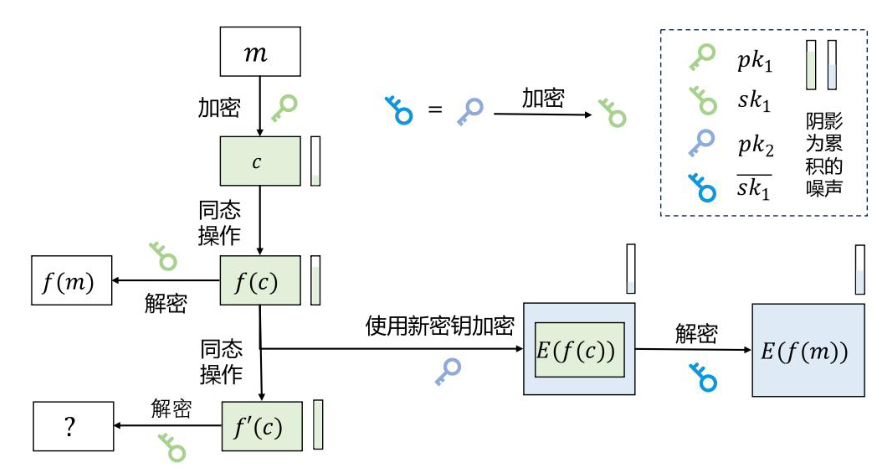 m
加密
c
同态
操作
f(m)
解密
f(c)
同态
操作
?
解密
f′(c)
=
加密
使用新密钥加密
E(f(c))
解密
E(f(m))
pk₁
sk₁
pk₂
s̅k̅₁̅
阴影
为累
积的
噪声